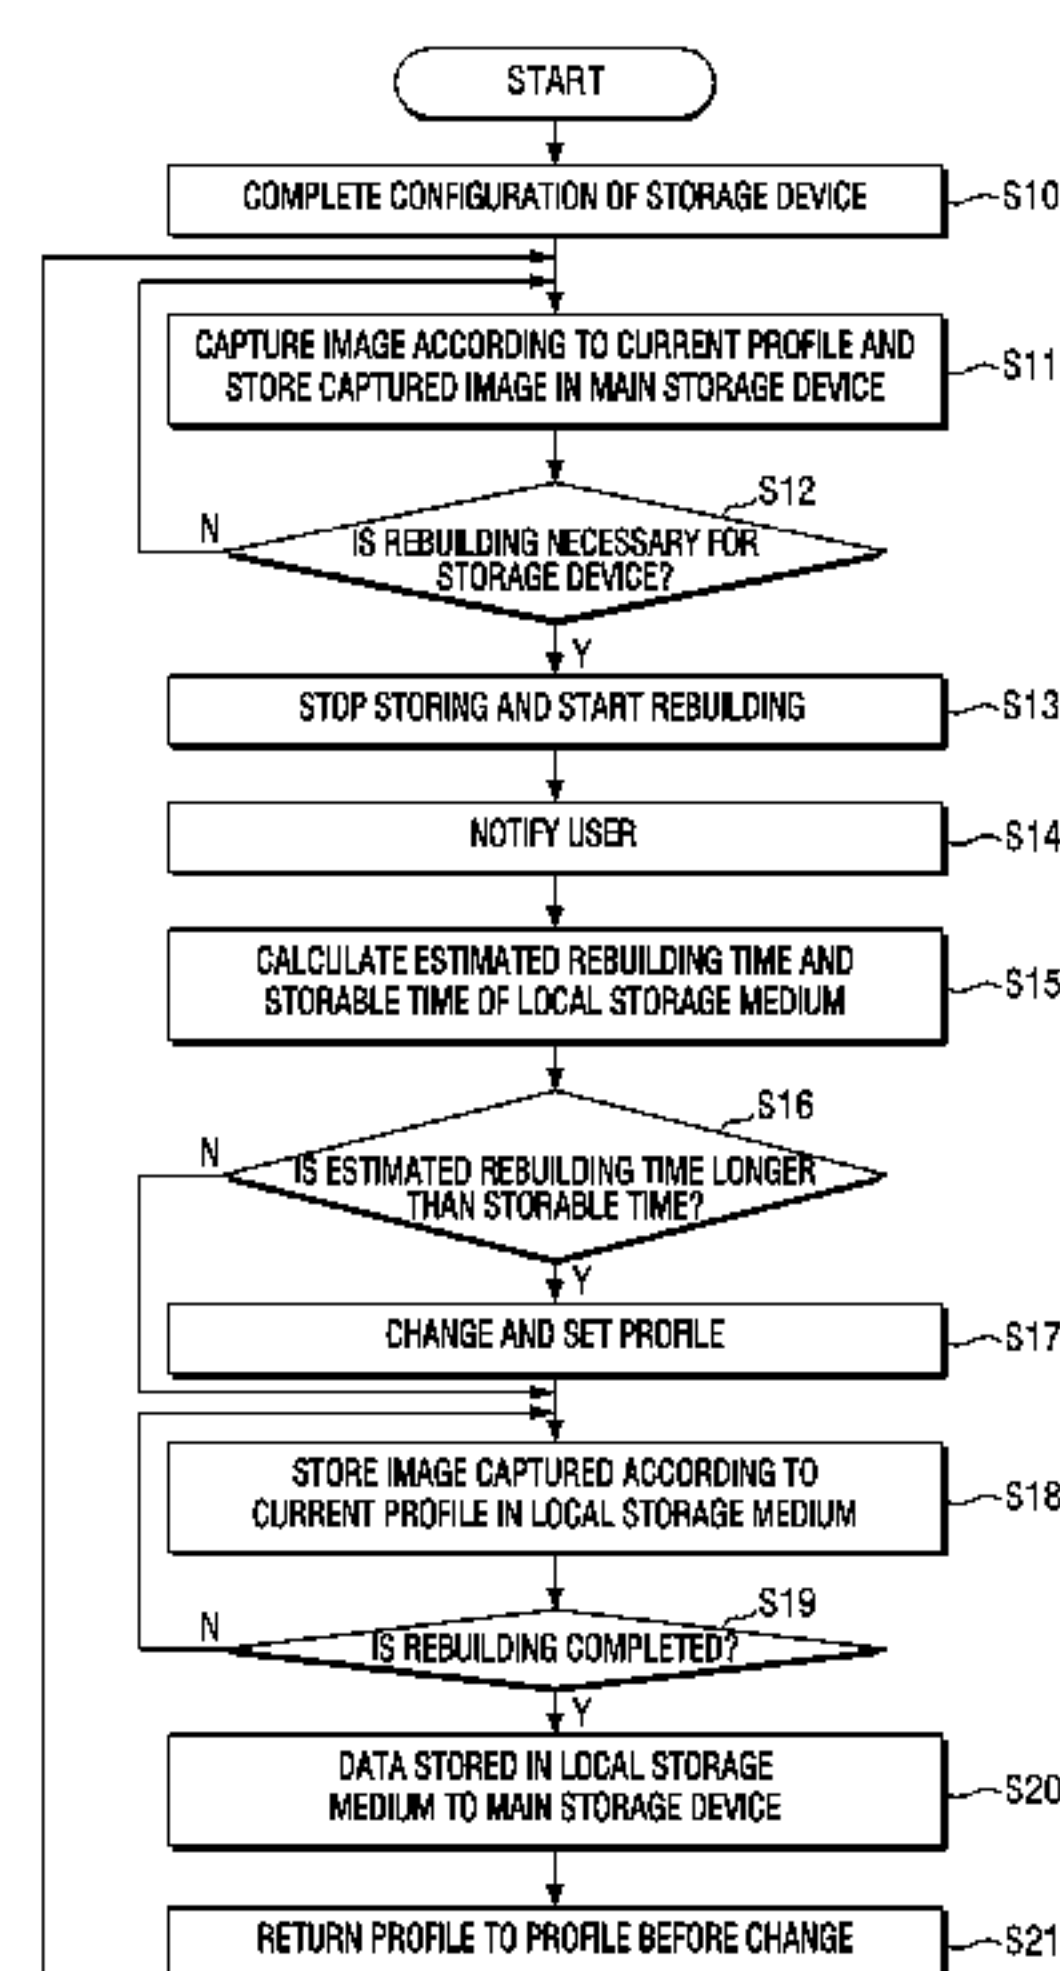 START
COMPLETE CONFIGURATION OF STORAGE DEVICE
S10
CAPTURE IMAGE ACCORDING TO CURRENT PROFILE AND
STORE CAPTURED IMAGE IN MAIN STORAGE DEVICE
S11
S12
N
IS REBUILDING NECESSARY FOR
STORAGE DEVICE?
Y
STOP STORING AND START REBUILDING
S13
NOTIFY USER
S14
CALCULATE ESTIMATED REBUILDING TIME AND
STORABLE TIME OF LOCAL STORAGE MEDIUM
S15
S16
N
IS ESTIMATED REBUILDING TIME LONGER
THAN STORABLE TIME?
Y
CHANGE AND SET PROFILE
S17
STORE IMAGE CAPTURED ACCORDING TO
CURRENT PROFILE IN LOCAL STORAGE MEDIUM
S18
S19
N
IS REBUILDING COMPLETED?
Y
DATA STORED IN LOCAL STORAGE
MEDIUM TO MAIN STORAGE DEVICE
S20
RETURN PROFILE TO PROFILE BEFORE CHANGE
S21